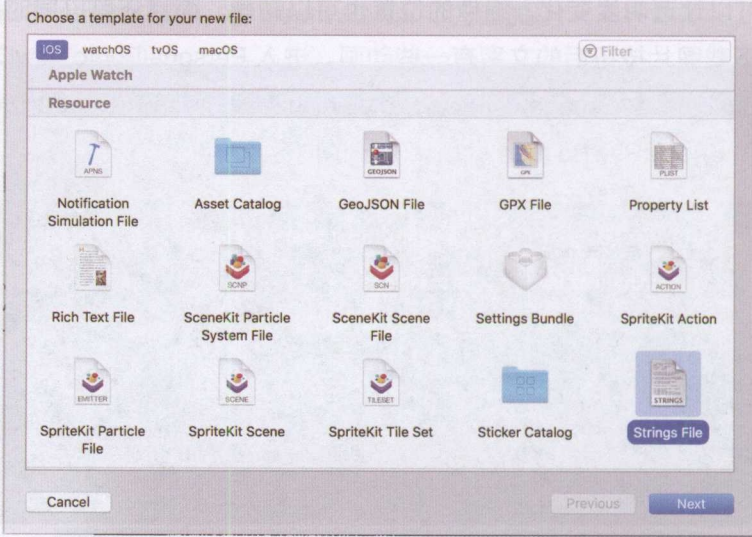 Choose a template for your new file:
iOS watchOS tvOS macOS
Filter
Apple Watch
Resource
APNS
GEOJSON
GPX
PLIST
Notification Simulation File
Asset Catalog
GeoJSON File
GPX File
Property List
SCNP
SCN
ACTION
Rich Text File
SceneKit Particle System File
SceneKit Scene File
Settings Bundle
SpriteKit Action
EMITTER
SCENE
TILESET
STRINGS
SpriteKit Particle File
SpriteKit Scene
SpriteKit Tile Set
Sticker Catalog
Strings File
Cancel
Previous
Next